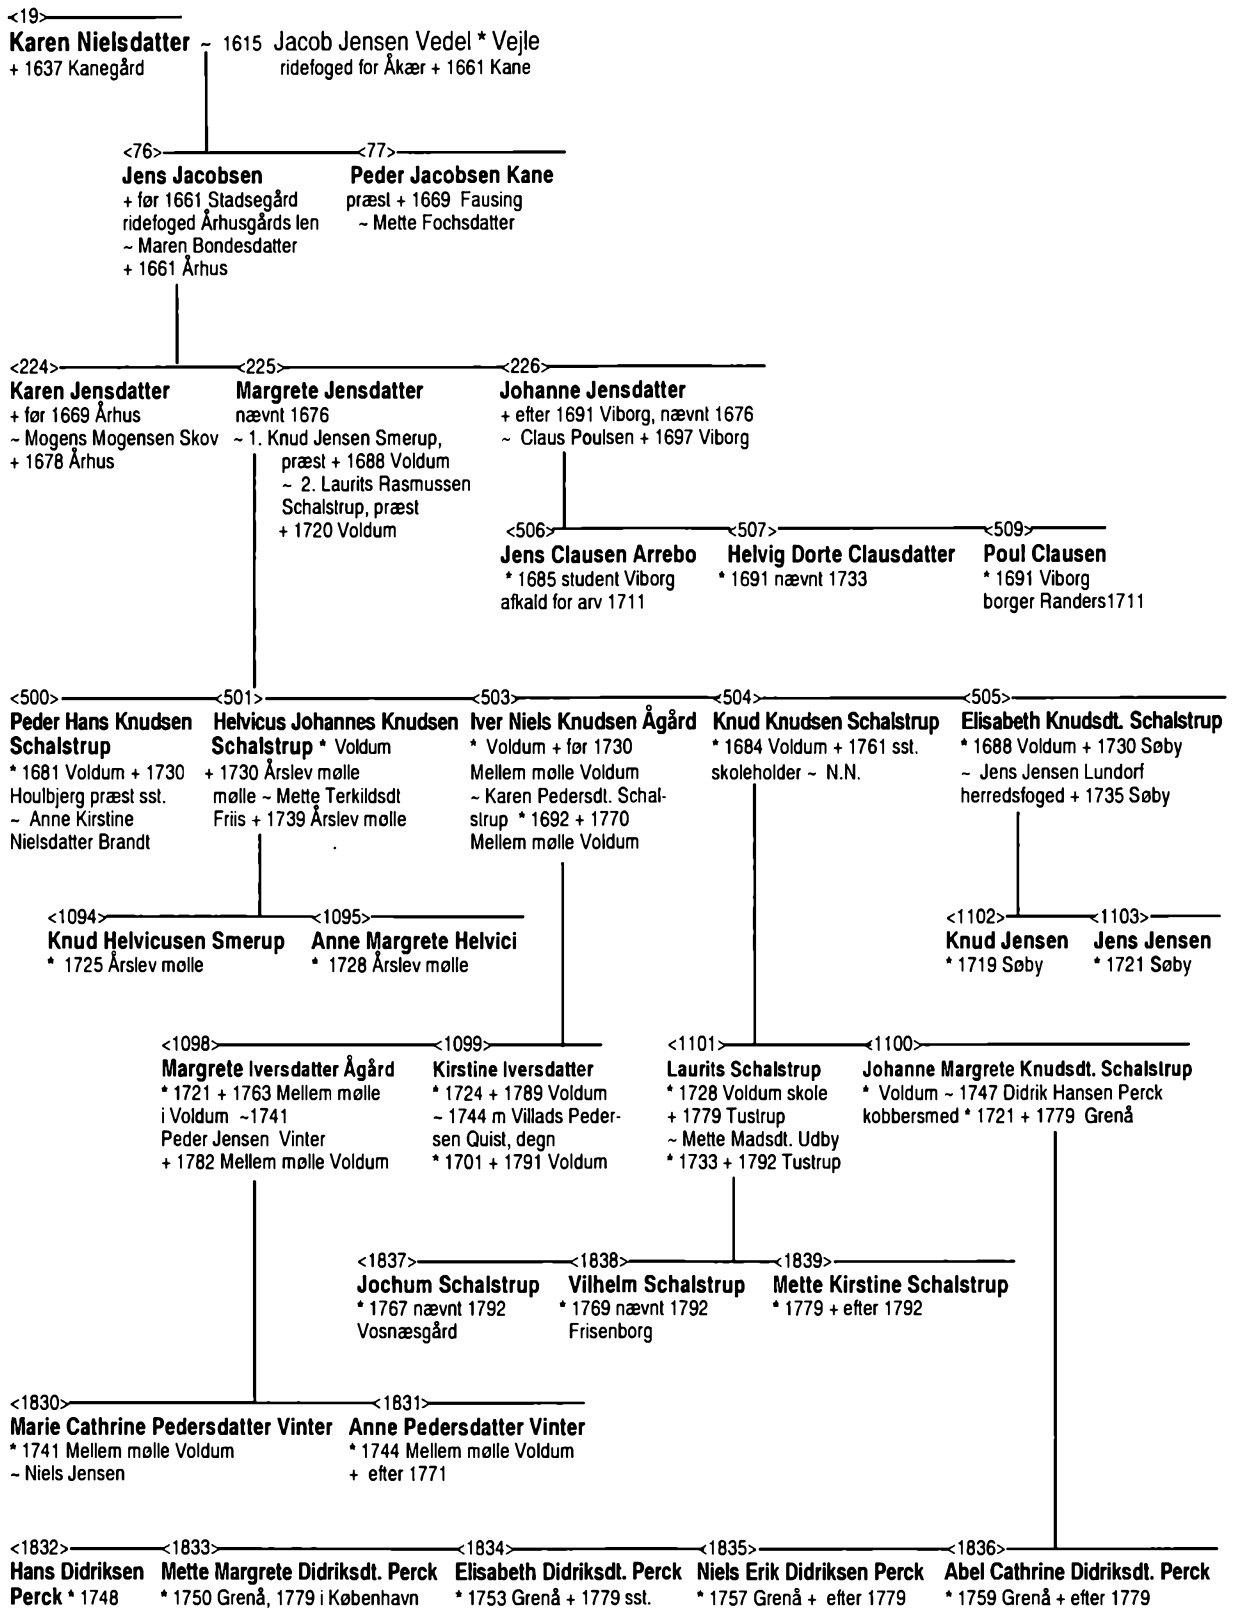 <19>
Karen Nielsdatter ~ 1615 Jacob Jensen Vedel * Vejle
+ 1637 Kanegård
ridefoged for Åkær + 1661 Kane
<76>
Jens Jacobsen
+ før 1661 Stadsegård
ridefoged Århusgårds len
~ Maren Bondesdatter
+ 1661 Århus
<77>
Peder Jacobsen Kane
præst + 1669 Fausing
~ Mette Fochsdatter
<224>
Karen Jensdatter
+ før 1669 Århus
~ Mogens Mogensen Skov
+ 1678 Århus
<225>
Margrete Jensdatter
nævnt 1676
~ 1. Knud Jensen Smerup,
præst + 1688 Voldum
~ 2. Laurits Rasmussen
Schalstrup, præst
+ 1720 Voldum
<226>
Johanne Jensdatter
+ efter 1691 Viborg, nævnt 1676
~ Claus Poulsen + 1697 Viborg
<506>
Jens Clausen Arrebo
* 1685 student Viborg
afkald for arv 1711
<507>
Helvig Dorte Clausdatter
* 1691 nævnt 1733
<509>
Poul Clausen
* 1691 Viborg
borger Randers1711
<500>
Peder Hans Knudsen
Schalstrup
* 1681 Voldum + 1730
Houlbjerg præst sst.
~ Anne Kirstine
Nielsdatter Brandt
<501>
Helvicus Johannes Knudsen
Schalstrup * Voldum
+ 1730 Årslev mølle
mølle ~ Mette Terkildsdt
Friis + 1739 Årslev mølle
<503>
Iver Niels Knudsen Ågård
* Voldum + før 1730
Mellem mølle Voldum
~ Karen Pedersdt. Schal-
strup * 1692 + 1770
Mellem mølle Voldum
<504>
Knud Knudsen Schalstrup
* 1684 Voldum + 1761 sst.
skoleholder ~ N.N.
<505>
Elisabeth Knudsdt. Schalstrup
* 1688 Voldum + 1730 Søby
~ Jens Jensen Lundorf
herredsfoged + 1735 Søby
<1094>
Knud Helvicusen Smerup
* 1725 Årslev mølle
<1095>
Anne Margrete Helvici
* 1728 Årslev mølle
<1102>
Knud Jensen
* 1719 Søby
<1103>
Jens Jensen
* 1721 Søby
<1098>
Margrete Iversdatter Ågård
* 1721 + 1763 Mellem mølle
i Voldum ~1741
Peder Jensen Vinter
+ 1782 Mellem mølle Voldum
<1099>
Kirstine Iversdatter
* 1724 + 1789 Voldum
~ 1744 m Villads Peder-
sen Quist, degn
* 1701 + 1791 Voldum
<1101>
Laurits Schalstrup
* 1728 Voldum skole
+ 1779 Tustrup
~ Mette Madsdt. Udby
* 1733 + 1792 Tustrup
<1100>
Johanne Margrete Knudsdt. Schalstrup
* Voldum ~ 1747 Didrik Hansen Perck
kobbersmed * 1721 + 1779 Grenå
<1837>
Jochum Schalstrup
* 1767 nævnt 1792
Vosnæsgård
<1838>
Vilhelm Schalstrup
* 1769 nævnt 1792
Frisenborg
<1839>
Mette Kirstine Schalstrup
* 1779 + efter 1792
<1830>
Marie Cathrine Pedersdatter Vinter
* 1741 Mellem mølle Voldum
~ Niels Jensen
<1831>
Anne Pedersdatter Vinter
* 1744 Mellem mølle Voldum
+ efter 1771
<1832>
Hans Didriksen
Perck * 1748
<1833>
Mette Margrete Didriksdt. Perck
* 1750 Grenå, 1779 i København
<1834>
Elisabeth Didriksdt. Perck
* 1753 Grenå + 1779 sst.
<1835>
Niels Erik Didriksen Perck
* 1757 Grenå + efter 1779
<1836>
Abel Cathrine Didriksdt. Perck
* 1759 Grenå + efter 1779